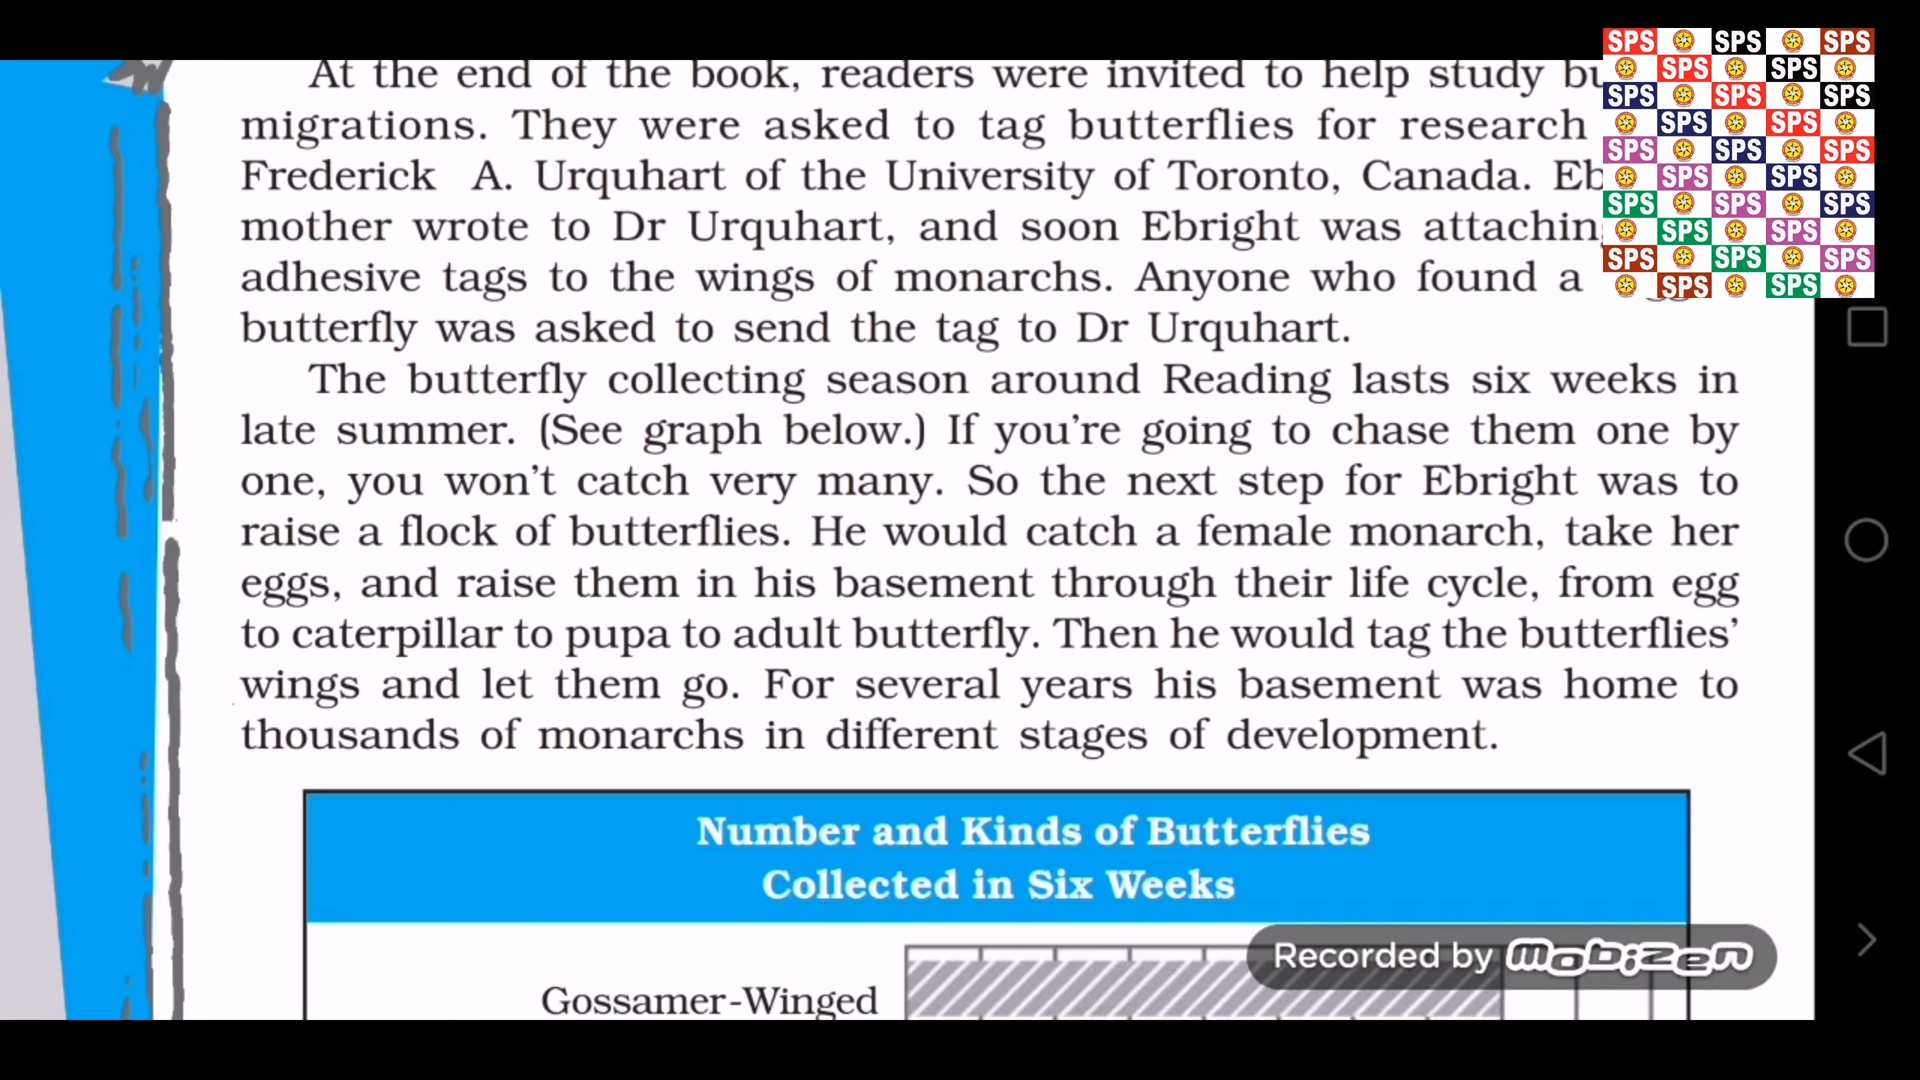 At the end of the book, readers were invited to help study
migrations. They were asked to tag butterflies for research
Frederick A. Urquhart of the University of Toronto, Canada.
mother wrote to Dr Urquhart, and soon Ebright was
adhesive tags to the wings of monarchs. Anyone who found a
butterfly was asked to send the tag to Dr Urquhart.
The butterfly collecting season around Reading lasts six weeks in
late summer. (See graph below.) If you’re going to chase them one by
one, you won’t catch very many. So the next step for Ebright was to
raise a flock of butterflies. He would catch a female monarch, take her
eggs, and raise them in his basement through their life cycle, from egg
to caterpillar to pupa to adult butterfly. Then he would tag the butterflies’
wings and let them go. For several years his basement was home to
thousands of monarchs in different stages of development.
Number and Kinds of Butterflies
Collected in Six Weeks
Gossamer-Winged
Recorded by mobizen
SPS SPS SPS
SPS SPS
SPS SPS SPS
SPS SPS
SPS SPS SPS
SPS SPS
SPS SPS SPS
SPS SPS
SPS SPS SPS
SPS SPS